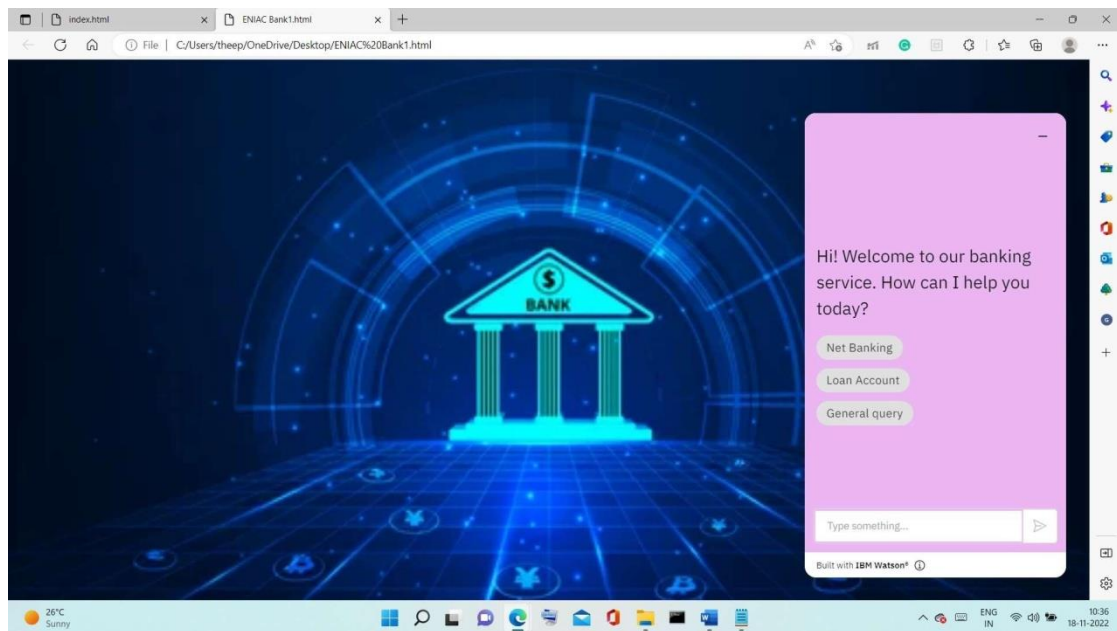 index.html
ENIAC Bank1.html
File | C:/Users/theep/OneDrive/Desktop/ENIAC%20Bank1.html
$
BANK
Hi! Welcome to our banking
service. How can I help you
today?
Net Banking
Loan Account
General query
Type something...
Built with IBM Watson®
26°C
Sunny
ENG
IN
10:36
18-11-2022